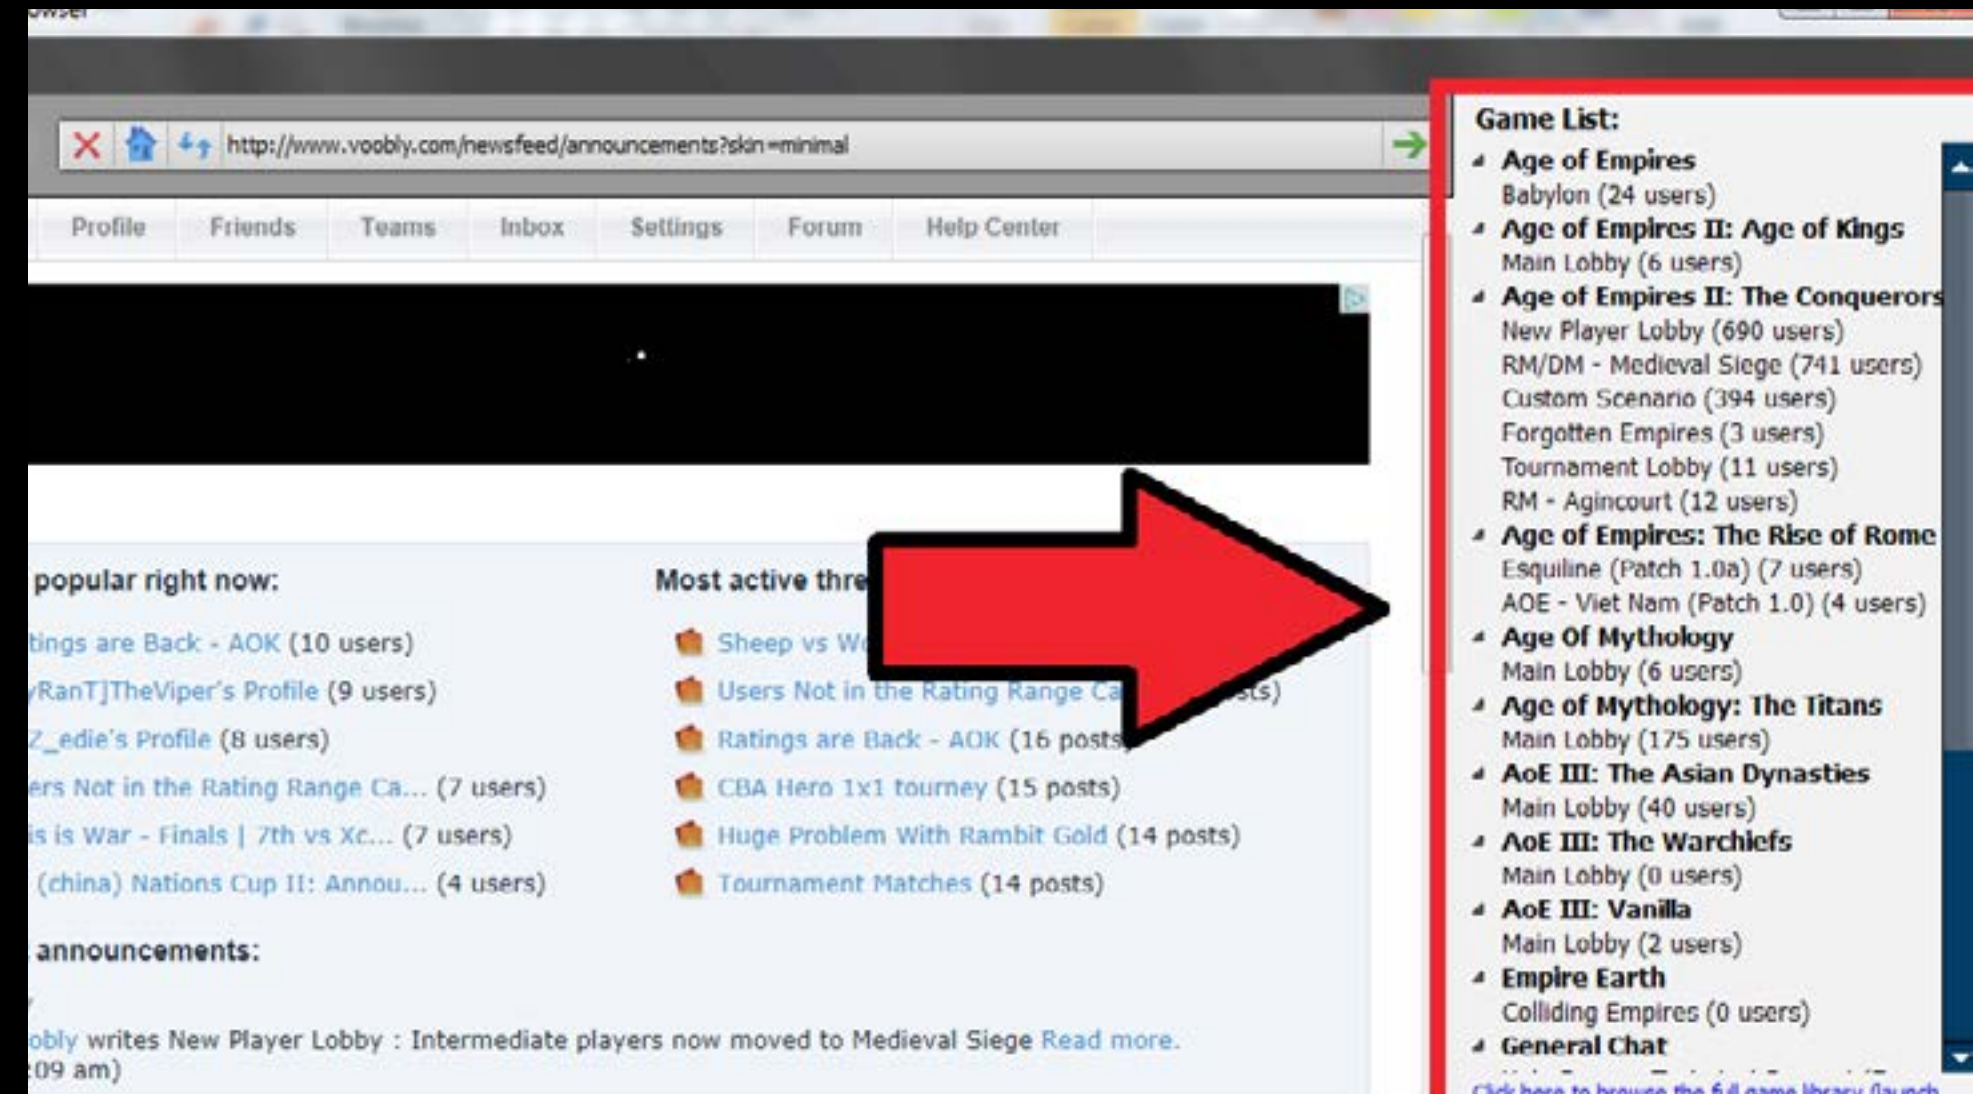 http://www.voobly.com/newsfeed/announcements?skin=minimal
Profile Friends Teams Inbox Settings Forum Help Center
popular right now:
tings are Back - AOK (10 users)
yRanT]TheViper's Profile (9 users)
Z_edie's Profile (8 users)
ers Not in the Rating Range Ca... (7 users)
is is War - Finals | 7th vs Xc... (7 users)
(china) Nations Cup II: Annou... (4 users)
Most active thre
Sheep vs Wo
Users Not in the Rating Range Ca sts)
Ratings are Back - AOK (16 posts)
CBA Hero 1x1 tourney (15 posts)
Huge Problem With Rambit Gold (14 posts)
Tournament Matches (14 posts)
announcements:
obly writes New Player Lobby : Intermediate players now moved to Medieval Siege Read more.
:09 am)
Game List:
Age of Empires
Babylon (24 users)
Age of Empires II: Age of Kings
Main Lobby (6 users)
Age of Empires II: The Conquerors
New Player Lobby (690 users)
RM/DM - Medieval Siege (741 users)
Custom Scenario (394 users)
Forgotten Empires (3 users)
Tournament Lobby (11 users)
RM - Agincourt (12 users)
Age of Empires: The Rise of Rome
Esquiline (Patch 1.0a) (7 users)
AOE - Viet Nam (Patch 1.0) (4 users)
Age Of Mythology
Main Lobby (6 users)
Age of Mythology: The Titans
Main Lobby (175 users)
AoE III: The Asian Dynasties
Main Lobby (40 users)
AoE III: The Warchiefs
Main Lobby (0 users)
AoE III: Vanilla
Main Lobby (2 users)
Empire Earth
Colliding Empires (0 users)
General Chat
Click here to browse the full game library (launch